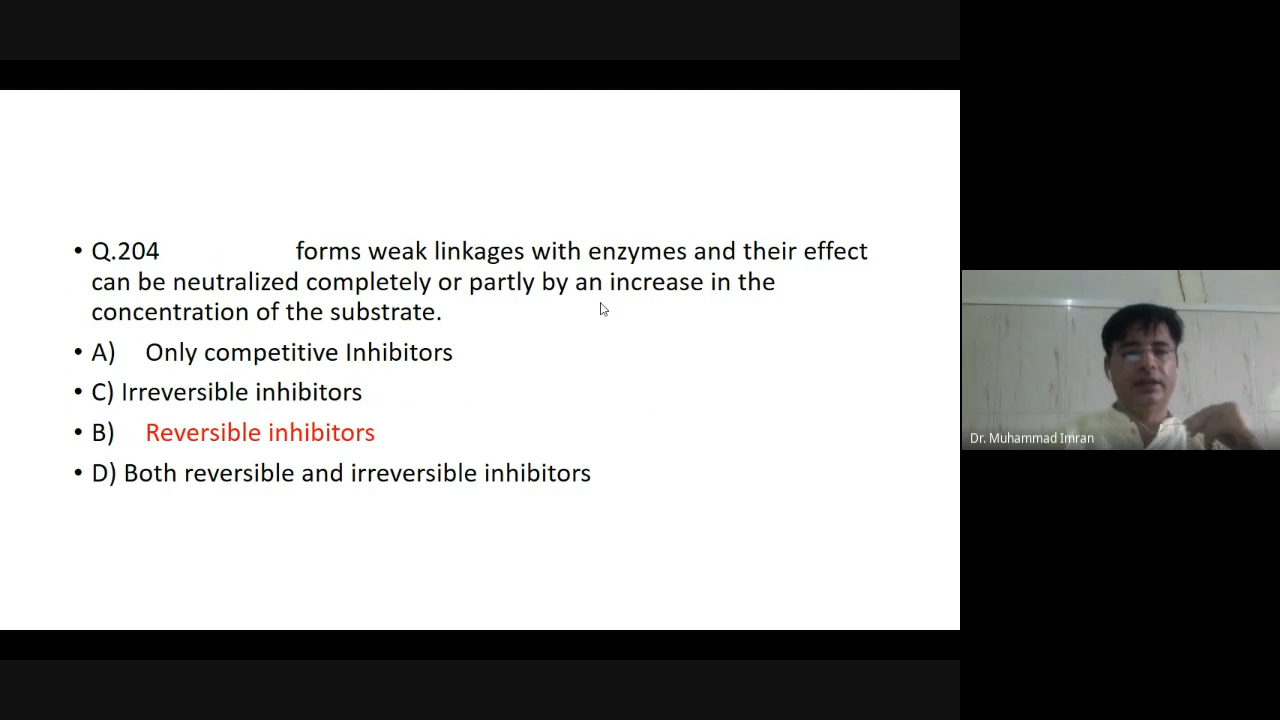 • Q.204 forms weak linkages with enzymes and their effect
can be neutralized completely or partly by an increase in the
concentration of the substrate.
• A) Only competitive Inhibitors
• C) Irreversible inhibitors
• B) Reversible inhibitors
• D) Both reversible and irreversible inhibitors
Dr. Muhammad Imran